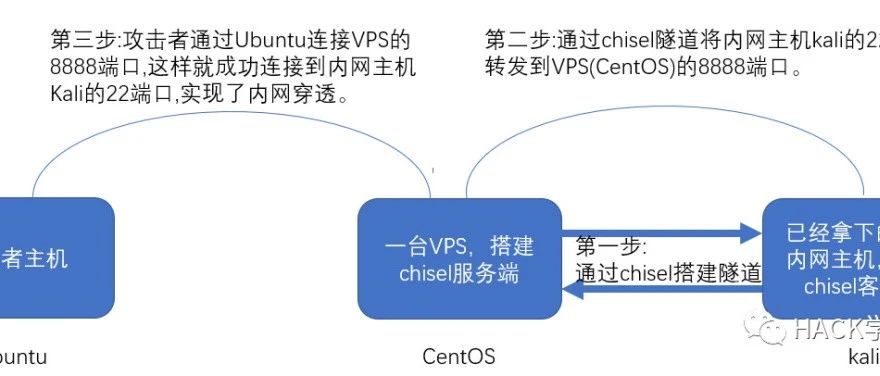 第三步:攻击者通过Ubuntu连接VPS的
8888端口,这样就成功连接到内网主机
Kali的22端口,实现了内网穿透。
第二步:通过chisel隧道将内网主机kali的22
转发到VPS(CentOS)的8888端口。
者主机
一台VPS，搭建
chisel服务端
第一步:
通过chisel搭建隧道
已经拿下的
内网主机，
chisel客
HACK学
buntu
CentOS
kali